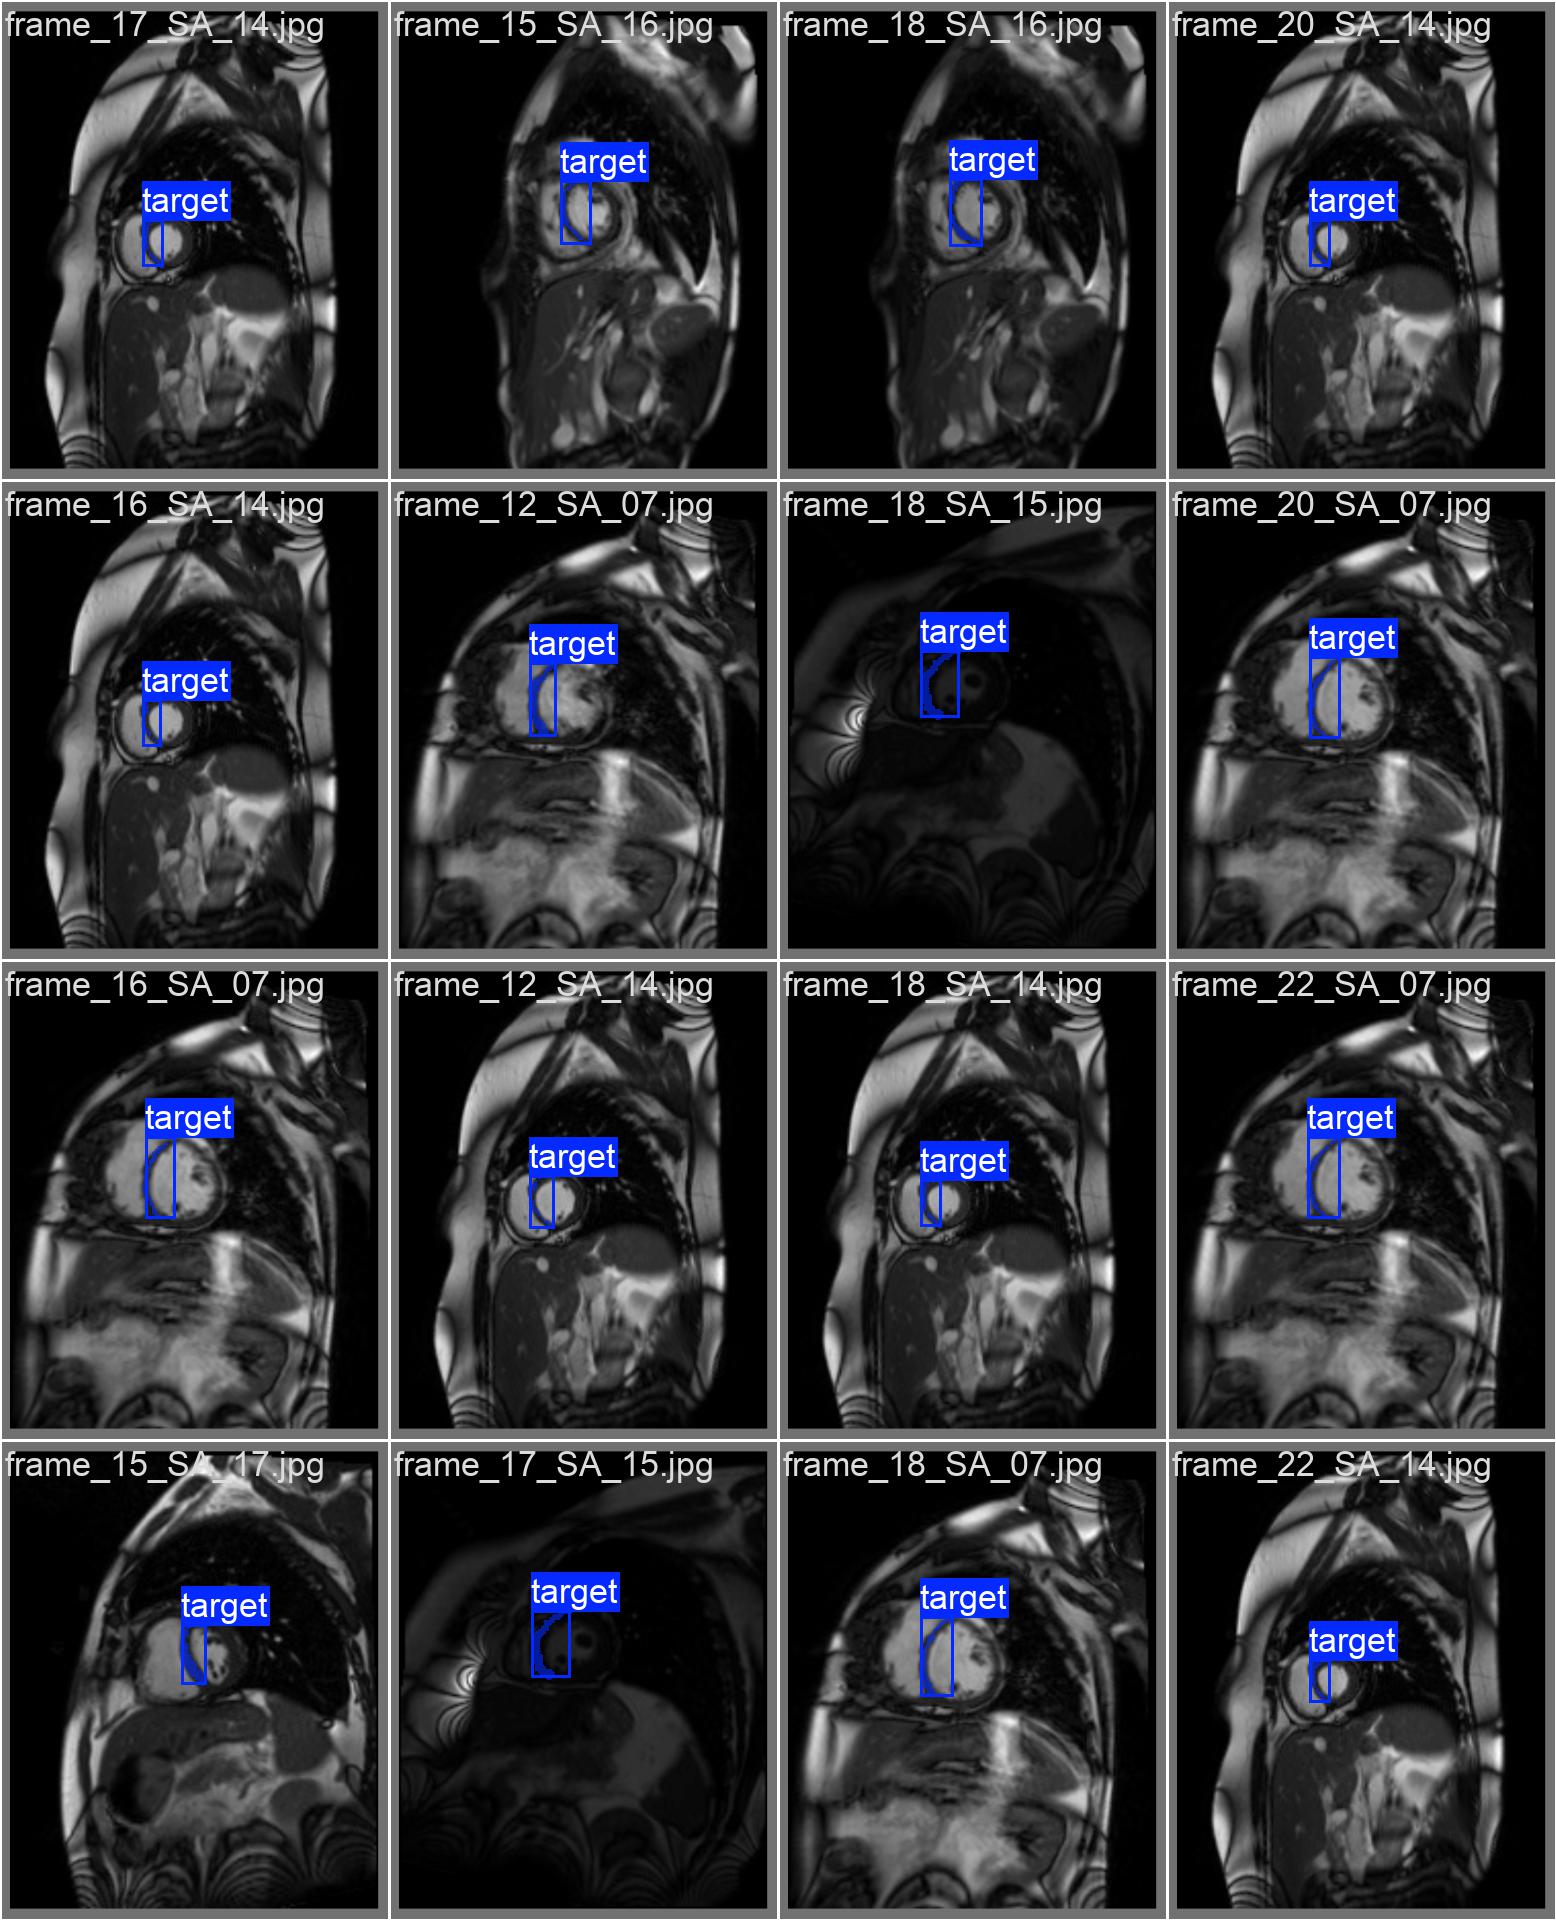 frame_17_SA_14.jpg
target
frame_15_SA_16.jpg
target
frame_18_SA_16.jpg
target
frame_20_SA_14.jpg
target
frame_16_SA_14.jpg
target
frame_12_SA_07.jpg
target
frame_18_SA_15.jpg
target
frame_20_SA_07.jpg
target
frame_16_SA_07.jpg
target
frame_12_SA_14.jpg
target
frame_18_SA_14.jpg
target
frame_22_SA_07.jpg
target
frame_15_SA_17.jpg
target
frame_17_SA_15.jpg
target
frame_18_SA_07.jpg
target
frame_22_SA_14.jpg
target